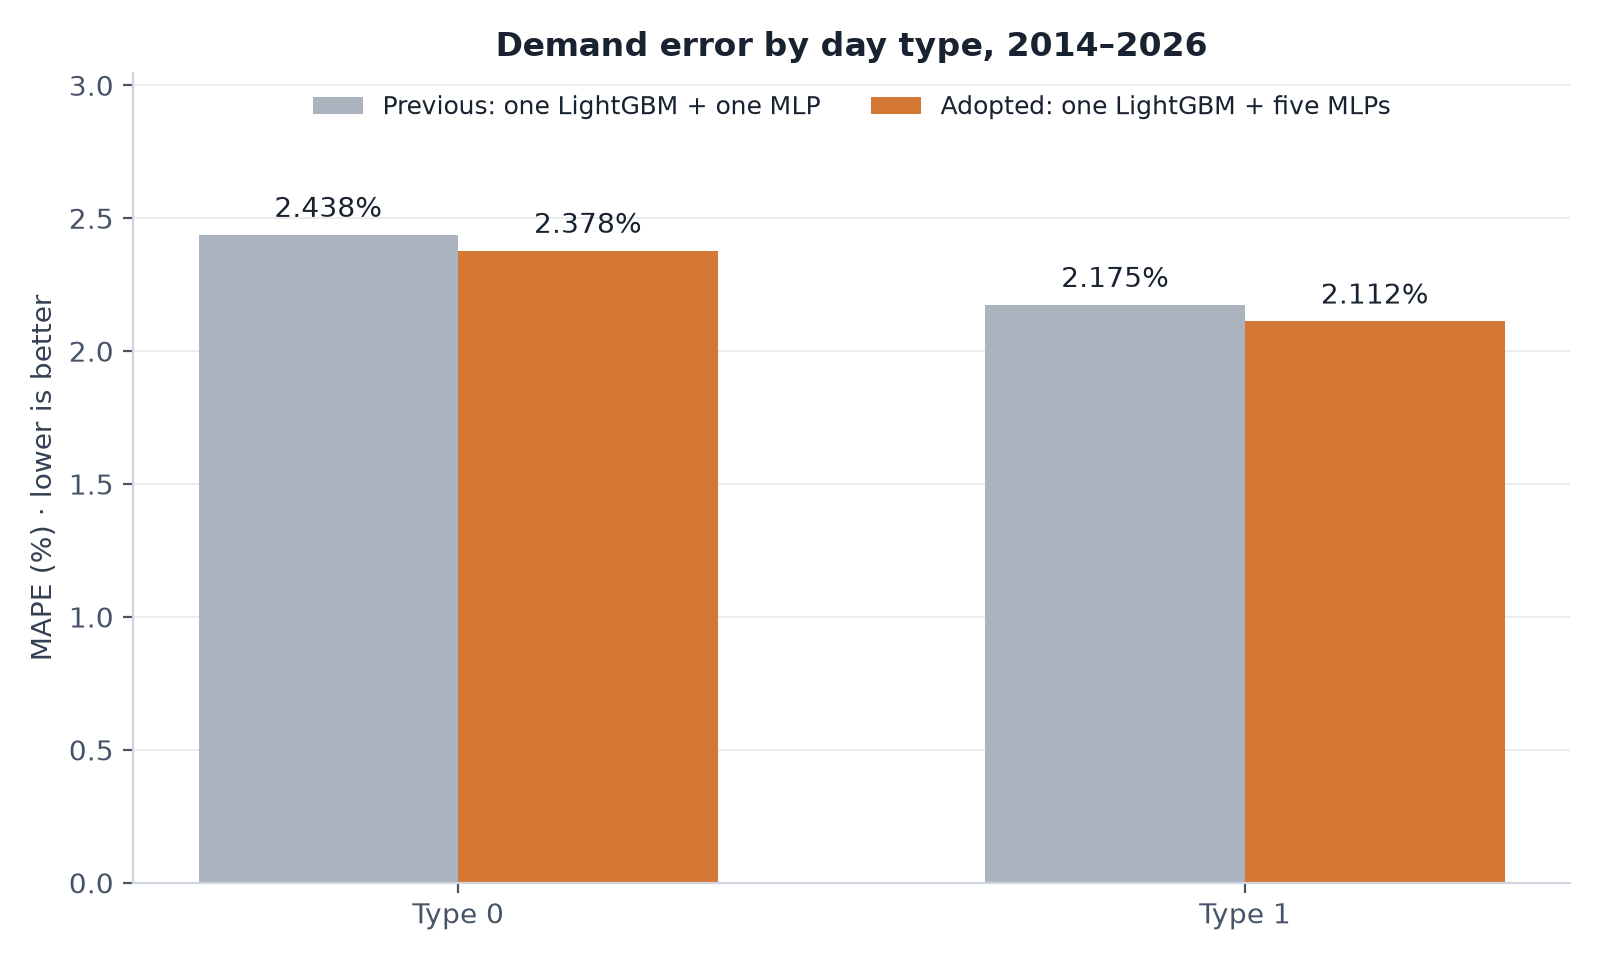 Demand error by day type, 2014–2026
Previous: one LightGBM + one MLP
Adopted: one LightGBM + five MLPs
MAPE (%) · lower is better
3.0
2.5
2.0
1.5
1.0
0.5
0.0
2.438%
2.378%
2.175%
2.112%
Type 0
Type 1